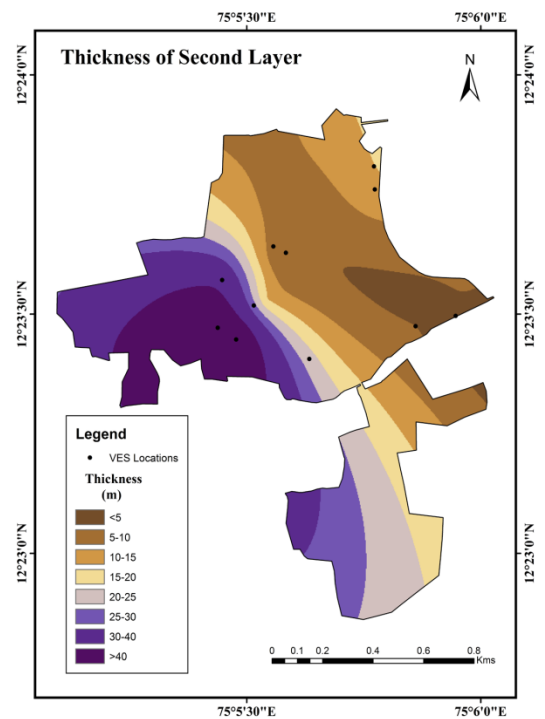 75°5'30"E 75°6'0"E
Thickness of Second Layer
N
12°24'0"N 12°24'0"N
12°23'30"N 12°23'30"N
12°23'0"N 12°23'0"N
Legend
VES Locations
Thickness
(m)
<5
5-10
10-15
15-20
20-25
25-30
30-40
>40
0 0.1 0.2 0.4 0.6 0.8
Kms
75°5'30"E 75°6'0"E